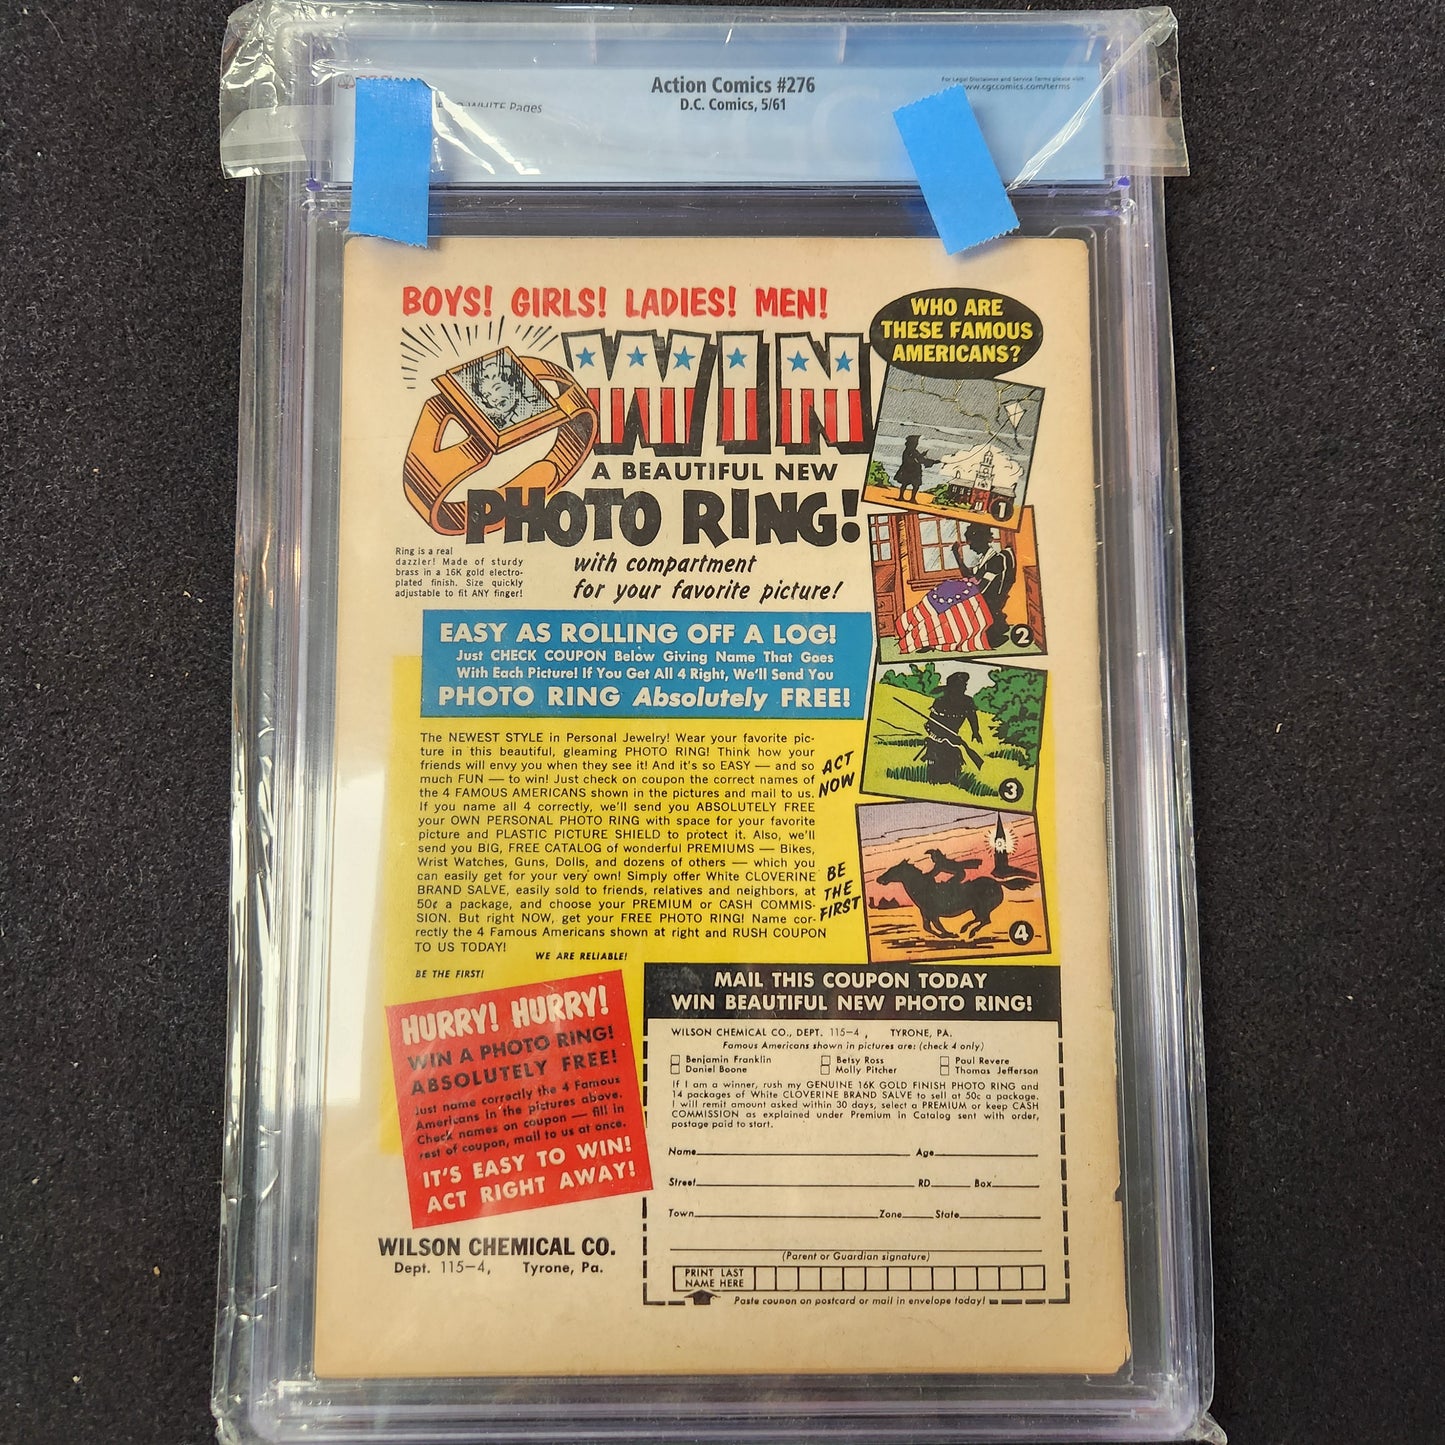 Action Comics #276
D.C. Comics, 5/61
WHITE Pages
For Legal Disclaimer and Service Terms please visit
www.cgccomics.com/terms
BOYS! GIRLS! LADIES! MEN!
WIN
A BEAUTIFUL NEW
PHOTO RING!
with compartment
for your favorite picture!
Ring is a real
dazzler! Made of sturdy
brass in a 16K gold electro-
plated finish. Size quickly
adjustable to fit ANY finger!
WHO ARE
THESE FAMOUS
AMERICANS?
1
2
3
4
EASY AS ROLLING OFF A LOG!
Just CHECK COUPON Below Giving Name That Goes
With Each Picture! If You Get All 4 Right, We'll Send You
PHOTO RING Absolutely FREE!
The NEWEST STYLE in Personal Jewelry! Wear your favorite pic-
ture in this beautiful, gleaming PHOTO RING! Think how your
friends will envy you when they see it! And it's so EASY — and so
much FUN — to win! Just check on coupon the correct names of
the 4 FAMOUS AMERICANS shown in the pictures and mail to us.
If you name all 4 correctly, we'll send you ABSOLUTELY FREE
your OWN PERSONAL PHOTO RING with space for your favorite
picture and PLASTIC PICTURE SHIELD to protect it. Also, we'll
send you BIG, FREE CATALOG of wonderful PREMIUMS — Bikes,
Wrist Watches, Guns, Dolls, and dozens of others — which you
can easily get for your very own! Simply offer White CLOVERINE
BRAND SALVE, easily sold to friends, relatives and neighbors, at
50¢ a package, and choose your PREMIUM or CASH COMMIS-
SION. But right NOW, get your FREE PHOTO RING! Name cor-
rectly the 4 Famous Americans shown at right and RUSH COUPON
TO US TODAY!
WE ARE RELIABLE!
BE THE FIRST!
ACT
NOW
BE
THE
FIRST
HURRY! HURRY!
WIN A PHOTO RING!
ABSOLUTELY FREE!
Just name correctly the 4 Famous
Americans in the pictures above.
Check names on coupon — fill in
rest of coupon, mail to us at once.
IT'S EASY TO WIN!
ACT RIGHT AWAY!
WILSON CHEMICAL CO.
Dept. 115-4, Tyrone, Pa.
MAIL THIS COUPON TODAY
WIN BEAUTIFUL NEW PHOTO RING!
WILSON CHEMICAL CO., DEPT. 115-4, TYRONE, PA.
Famous Americans shown in pictures are: (check 4 only)
Benjamin Franklin Betsy Ross Paul Revere
Daniel Boone Molly Pitcher Thomas Jefferson
If I am a winner, rush my GENUINE 16K GOLD FINISH PHOTO RING and
14 packages of White CLOVERINE BRAND SALVE to sell at 50c a package.
I will remit amount asked within 30 days, select a PREMIUM or keep CASH
COMMISSION as explained under Premium in Catalog sent with order,
postage paid to start.
Name Age
Street RD Box
Town Zone State
(Parent or Guardian signature)
PRINT LAST
NAME HERE
Paste coupon on postcard or mail in envelope today!